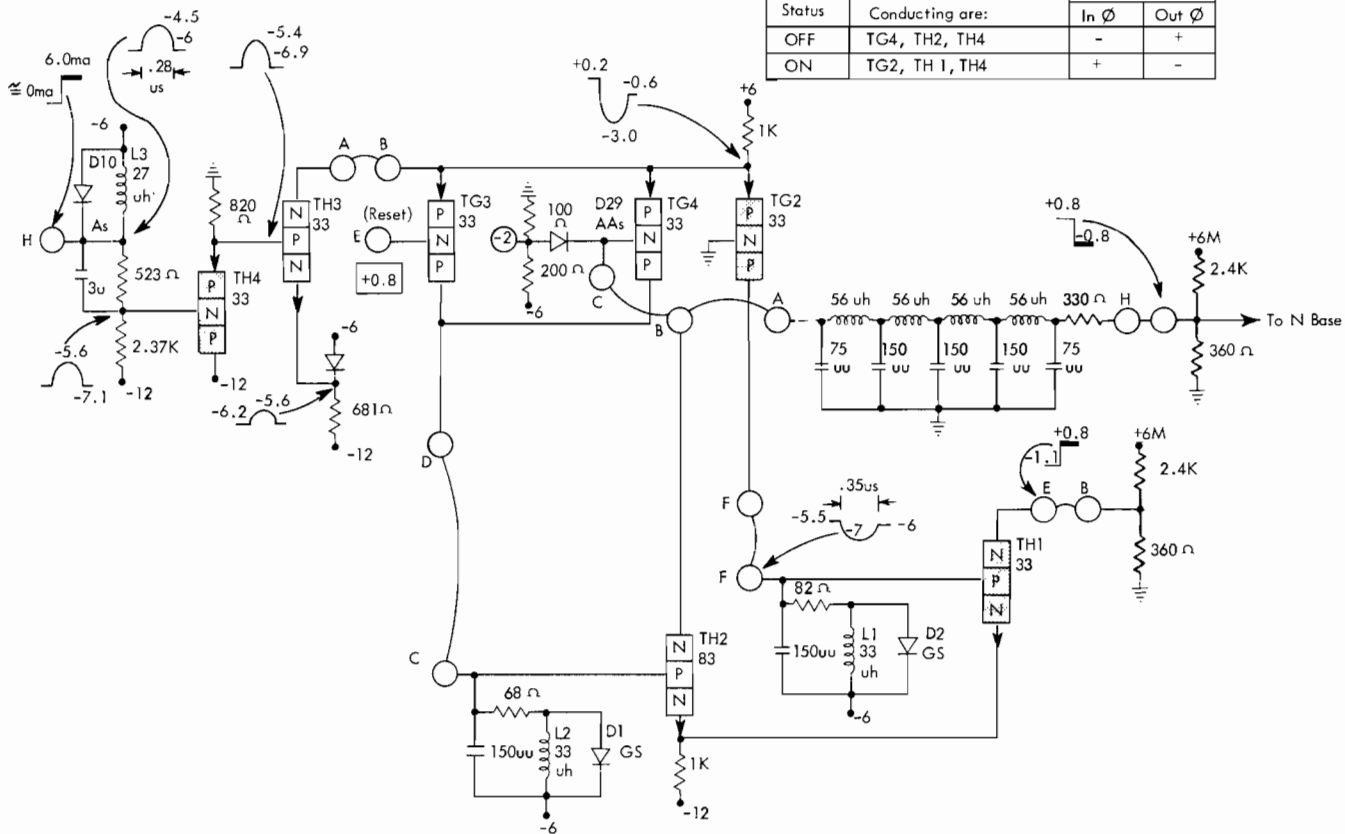 Status Conducting are: In Ø Out Ø
OFF TG4, TH2, TH4 - +
ON TG2, TH 1, TH4 + -
-4.5
-6
.28
us
6.0ma
≅ 0ma
-5.4
-6.9
+0.2
-0.6
-3.0
+6
1K
-6
D10
L3
27
uh
As
H
3u
523 Ω
2.37K
-12
-5.6
-7.1
820
Ω
TH4
33
-12
A
B
TH3
33
-6
-5.6
-6.2
681Ω
-12
(Reset)
E
+0.8
TG3
33
-2
100
Ω
200 Ω
-6
D29
AAs
C
TG4
33
TG2
33
P
N
P
N
P
N
P
N
P
P
N
P
P
N
P
B
A
56 uh 56 uh 56 uh 56 uh 330 Ω H
75
uu
150
uu
150
uu
150
uu
75
uu
+0.8
-0.8
+6M
2.4K
To N Base
360 Ω
D
C
F
F
.35us
-5.5
-7
-6
+0.8
-1.1
E
B
+6M
2.4K
360 Ω
TH1
33
N
P
N
82 Ω
150uu
L1
33
uh
D2
GS
-6
TH2
83
N
P
N
68 Ω
150uu
L2
33
uh
D1
GS
-6
1K
-12